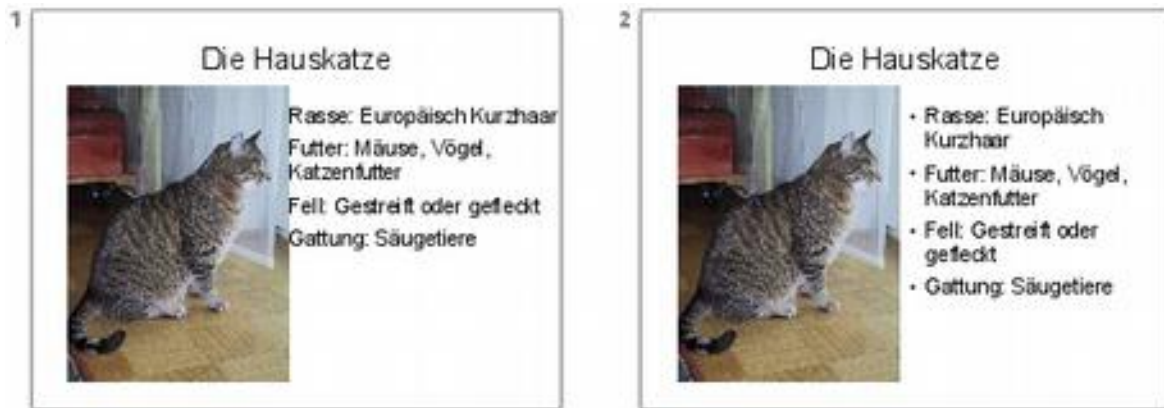 1
Die Hauskatze
Rasse: Europäisch Kurzhaar
Futter: Mäuse, Vögel,
Katzenfutter
Fell: Gestreift oder gefleckt
Gattung: Säugetiere
2
Die Hauskatze
• Rasse: Europäisch
Kurzhaar
• Futter: Mäuse, Vögel,
Katzenfutter
• Fell: Gestreift oder
gefleckt
• Gattung: Säugetiere